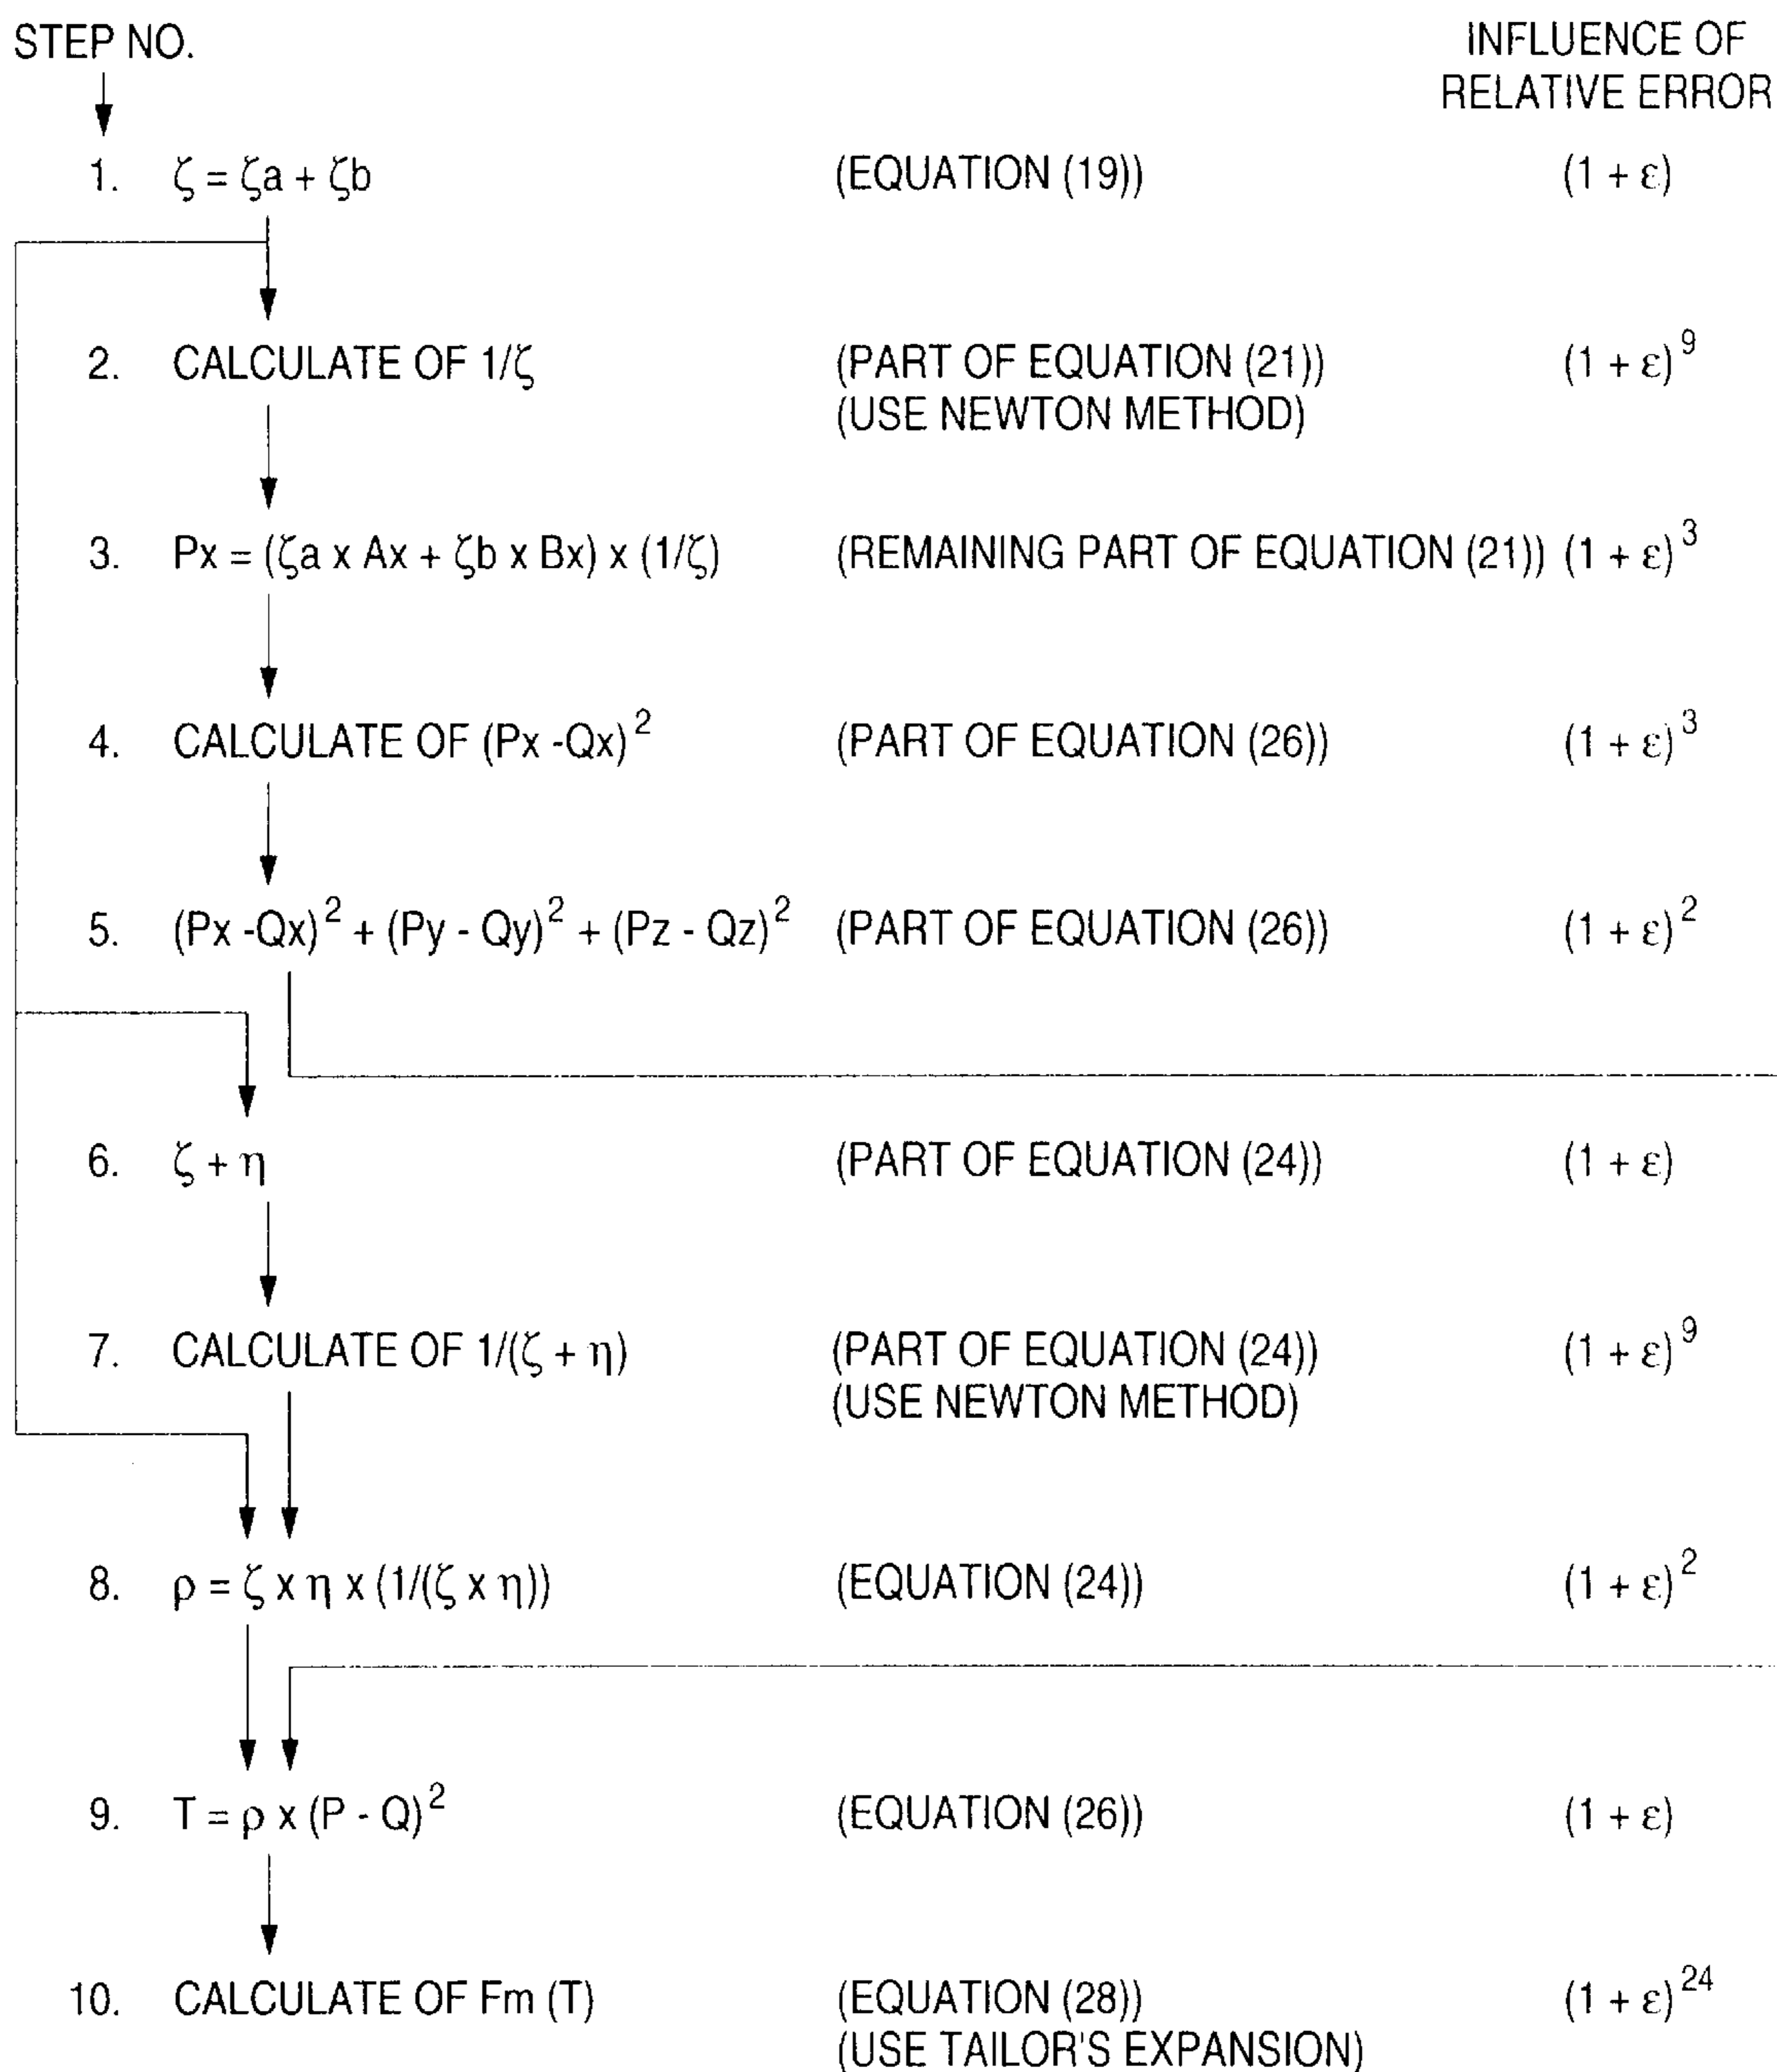 STEP NO.
INFLUENCE OF
RELATIVE ERROR
1. ζ = ζa + ζb (EQUATION (19)) (1 + ε)
2. CALCULATE OF 1/ζ (PART OF EQUATION (21)) (1 + ε)^9
(USE NEWTON METHOD)
3. Px = (ζa x Ax + ζb x Bx) x (1/ζ) (REMAINING PART OF EQUATION (21)) (1 + ε)^3
4. CALCULATE OF (Px -Qx)^2 (PART OF EQUATION (26)) (1 + ε)^3
5. (Px -Qx)^2 + (Py - Qy)^2 + (Pz - Qz)^2 (PART OF EQUATION (26)) (1 + ε)^2
6. ζ + η (PART OF EQUATION (24)) (1 + ε)
7. CALCULATE OF 1/(ζ + η) (PART OF EQUATION (24)) (1 + ε)^9
(USE NEWTON METHOD)
8. ρ = ζ x η x (1/(ζ x η)) (EQUATION (24)) (1 + ε)^2
9. T = ρ x (P - Q)^2 (EQUATION (26)) (1 + ε)
10. CALCULATE OF Fm (T) (EQUATION (28)) (1 + ε)^24
(USE TAILOR'S EXPANSION)